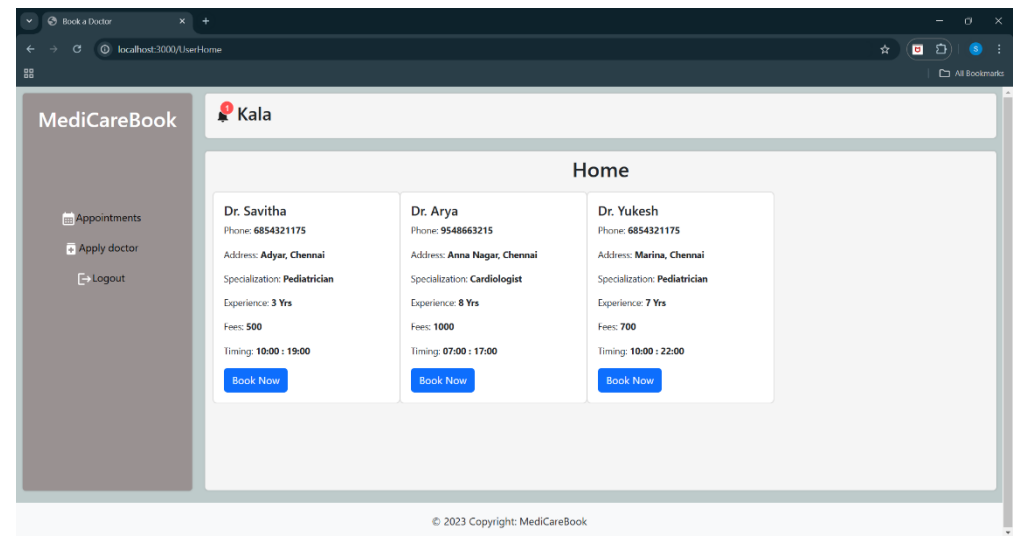 Book a Doctor
localhost:3000/UserHome
S
All Bookmarks
MediCareBook
Appointments
Apply doctor
Logout
1
Kala
Home
Dr. Savitha
Phone: 6854321175
Address: Adyar, Chennai
Specialization: Pediatrician
Experience: 3 Yrs
Fees: 500
Timing: 10:00 : 19:00
Book Now
Dr. Arya
Phone: 9548663215
Address: Anna Nagar, Chennai
Specialization: Cardiologist
Experience: 8 Yrs
Fees: 1000
Timing: 07:00 : 17:00
Book Now
Dr. Yukesh
Phone: 6854321175
Address: Marina, Chennai
Specialization: Pediatrician
Experience: 7 Yrs
Fees: 700
Timing: 10:00 : 22:00
Book Now
© 2023 Copyright: MediCareBook